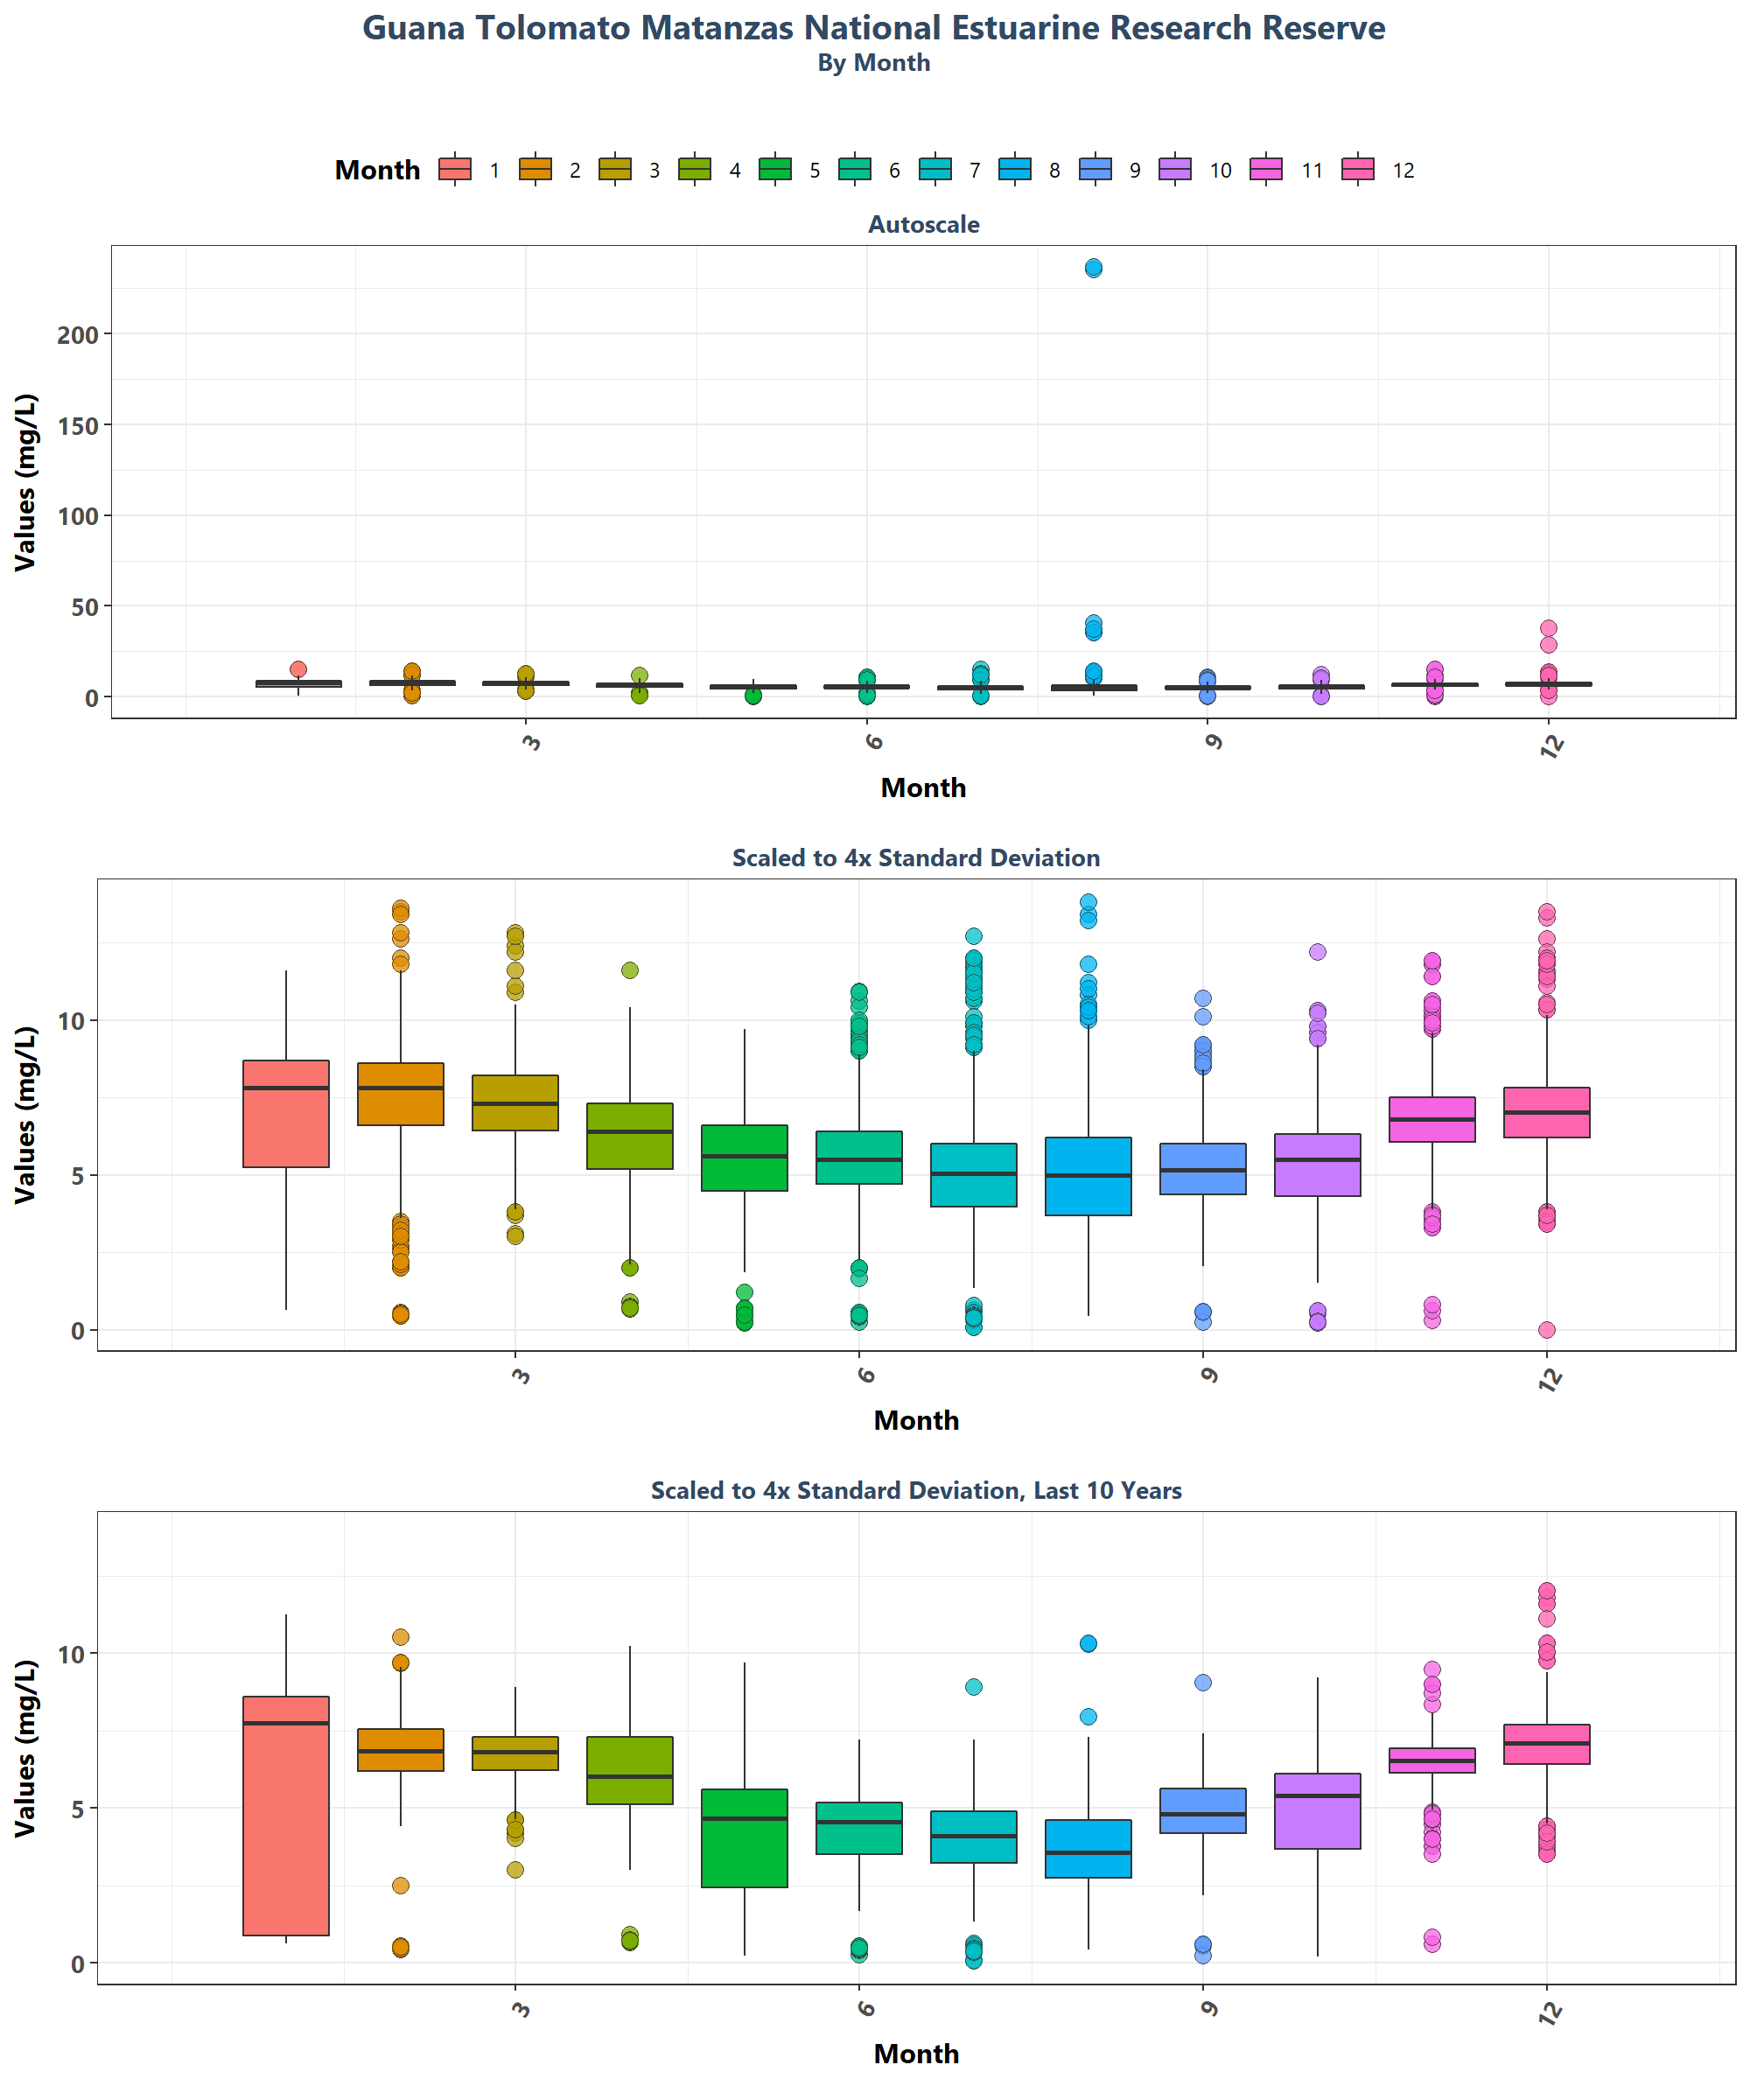 Guana Tolomato Matanzas National Estuarine Research Reserve
By Month
Month 1 2 3 4 5 6 7 8 9 10 11 12
Autoscale
Values (mg/L)
200
150
100
50
0
3 6 9 12
Month
Scaled to 4x Standard Deviation
Values (mg/L)
10
5
0
3 6 9 12
Month
Scaled to 4x Standard Deviation, Last 10 Years
Values (mg/L)
10
5
0
3 6 9 12
Month